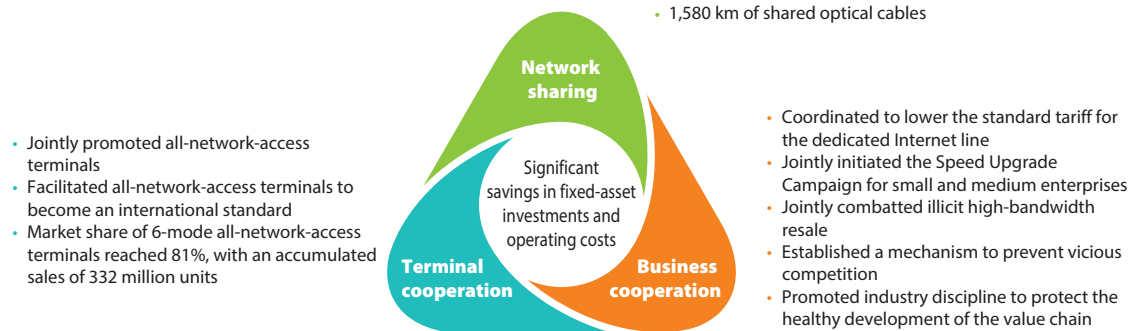 • 1,580 km of shared optical cables
Network
sharing
• Jointly promoted all-network-access
terminals
• Facilitated all-network-access terminals to
become an international standard
• Market share of 6-mode all-network-access
terminals reached 81%, with an accumulated
sales of 332 million units
Significant
savings in fixed-asset
investments and
operating costs
Terminal
cooperation
Business
cooperation
• Coordinated to lower the standard tariff for
the dedicated Internet line
• Jointly initiated the Speed Upgrade
Campaign for small and medium enterprises
• Jointly combatted illicit high-bandwidth
resale
• Established a mechanism to prevent vicious
competition
• Promoted industry discipline to protect the
healthy development of the value chain